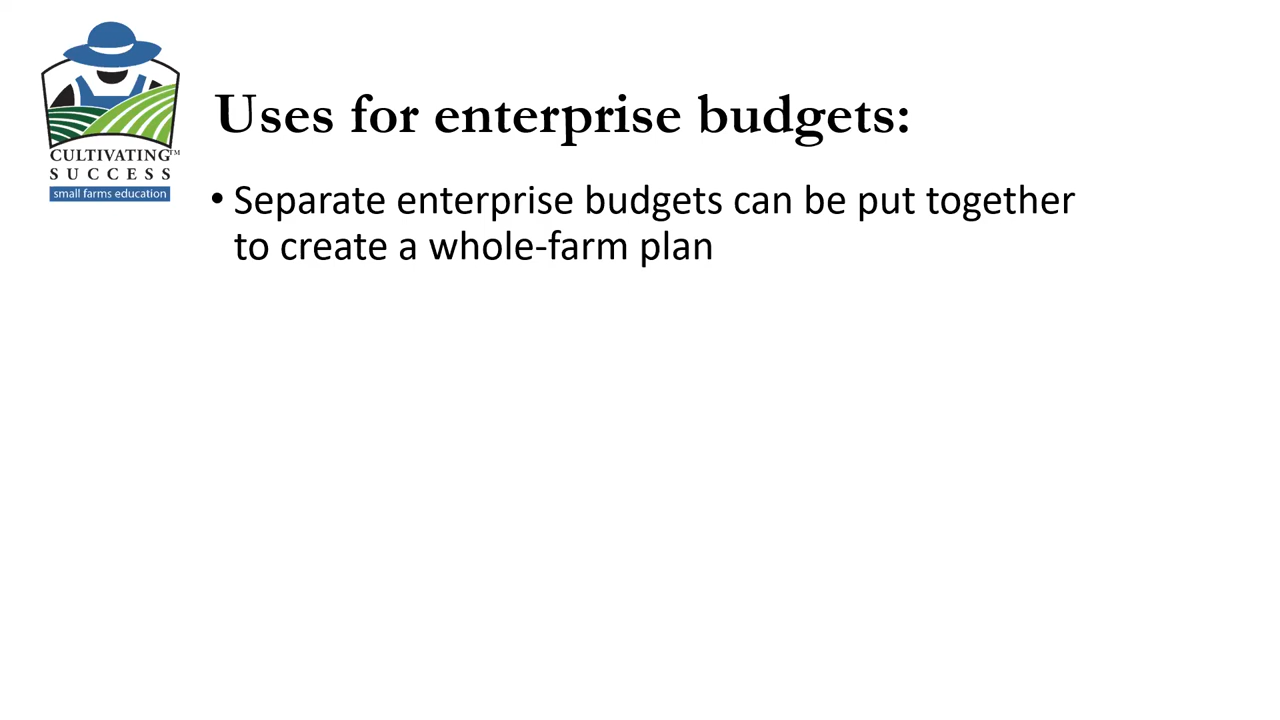 CULTIVATING™
SUCCESS
small farms education
Uses for enterprise budgets:
• Separate enterprise budgets can be put together
to create a whole-farm plan